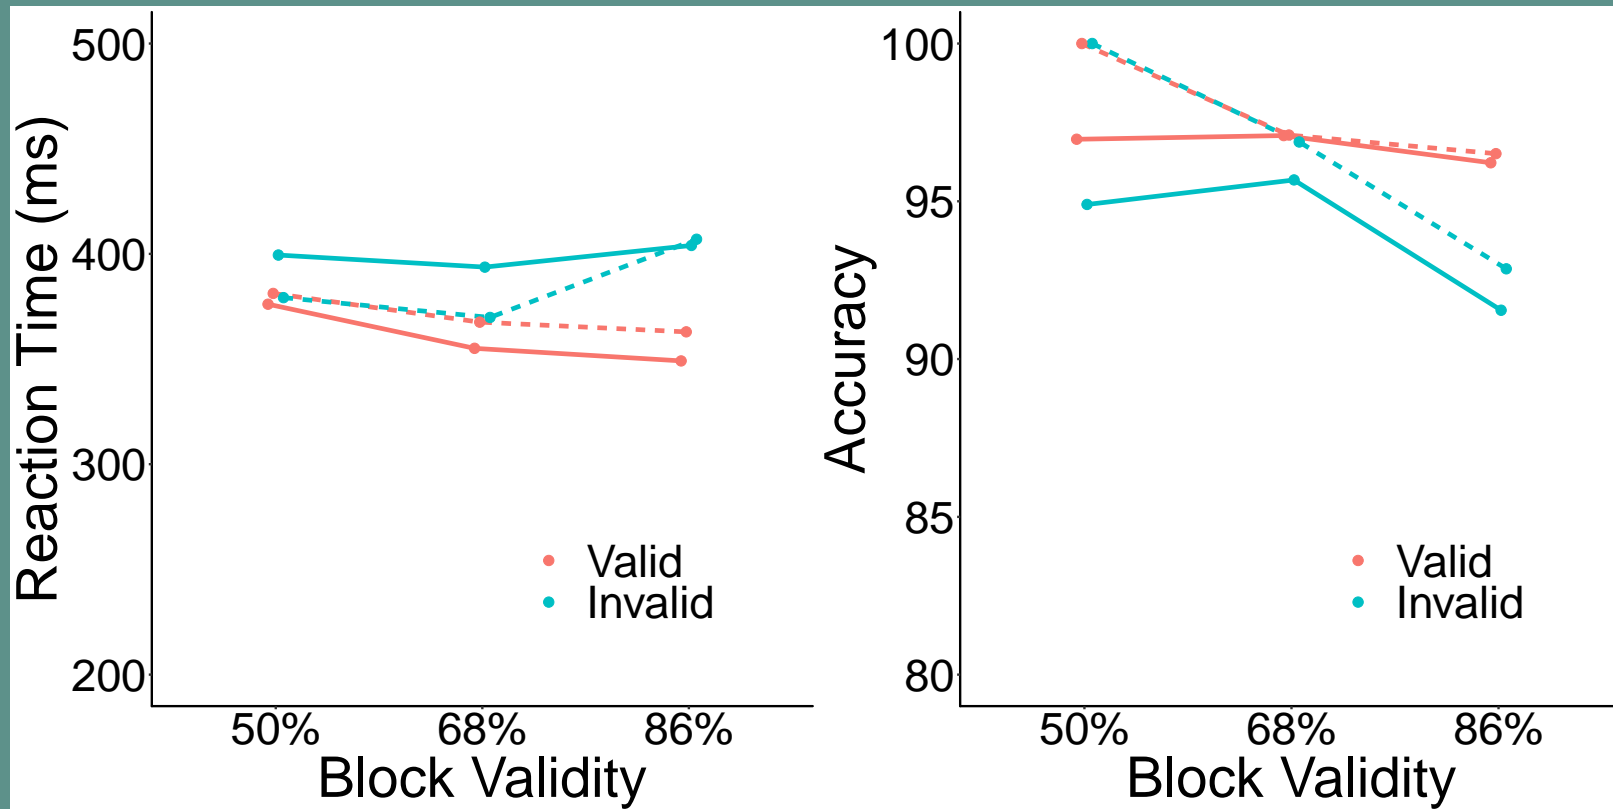 Reaction Time (ms)
500
400
300
200
50% 68% 86%
Block Validity
Valid
Invalid
Accuracy
100
95
90
85
80
50% 68% 86%
Block Validity
Valid
Invalid